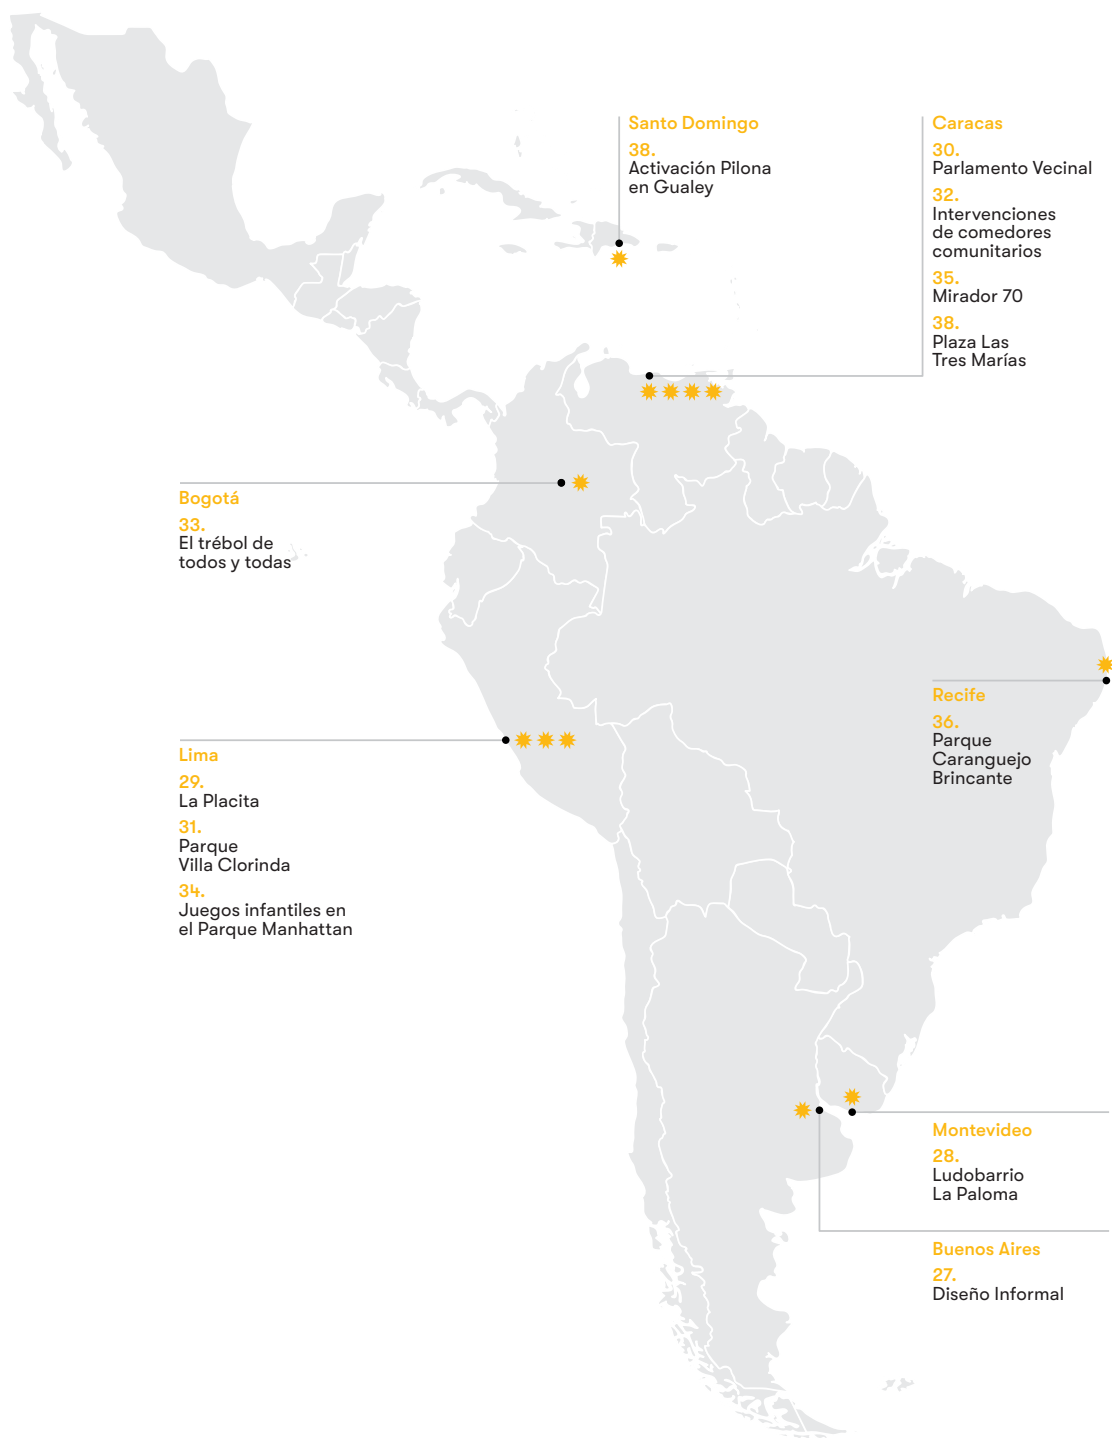 Santo Domingo
38.
Activación Pilona
en Gualey
Caracas
30.
Parlamento Vecinal
32.
Intervenciones
de comedores
comunitarios
35.
Mirador 70
38.
Plaza Las
Tres Marías
Bogotá
33.
El trébol de
todos y todas
Recife
36.
Parque
Caranguejo
Brincante
Lima
29.
La Placita
31.
Parque
Villa Clorinda
34.
Juegos infantiles en
el Parque Manhattan
Montevideo
28.
Ludobarrio
La Paloma
Buenos Aires
27.
Diseño Informal